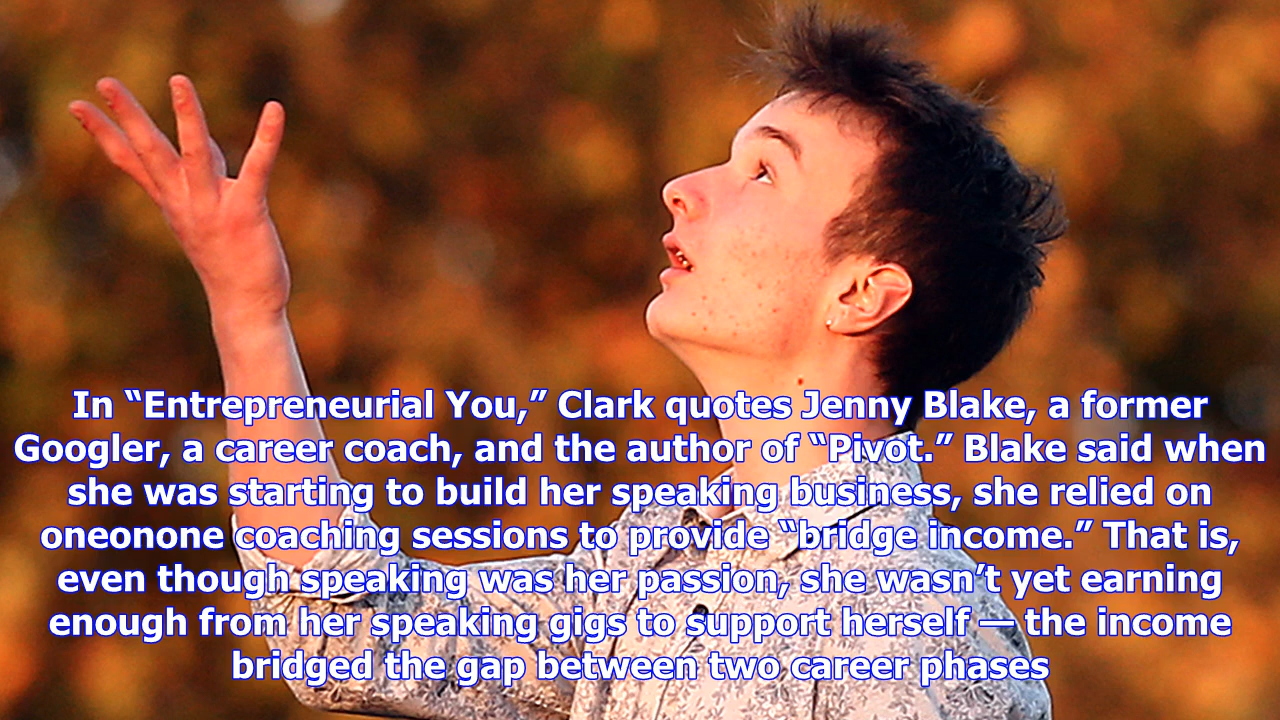 In “Entrepreneurial You,” Clark quotes Jenny Blake, a former
Googler, a career coach, and the author of “Pivot.” Blake said when
she was starting to build her speaking business, she relied on
oneonone coaching sessions to provide “bridge income.” That is,
even though speaking was her passion, she wasn’t yet earning
enough from her speaking gigs to support herself — the income
bridged the gap between two career phases